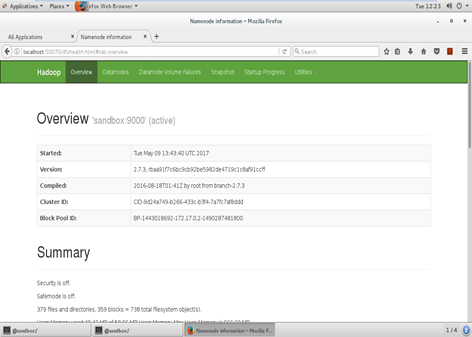 Applications Places Firefox Web Browser Tue 12:23
Namenode information - Mozilla Firefox
All Applications × Namenode information × +
localhost:50070/dfshealth.html#tab-overview Search
Hadoop Overview Datanodes Datanode Volume Failures Snapshot Startup Progress Utilities
Overview 'sandbox:9000' (active)
Started: Tue May 09 13:43:40 UTC 2017
Version: 2.7.3,
Compiled: 2016-08-18T01:41Z by root from branch-2.7.3
Cluster ID: CID-9d24a749-b266-433c-b3f4-7a7fc7af8ddd
Block Pool ID: BP-1443018692-172.17.0.2-1490287481800
Summary
Security is off.
Safemode is off.
379 files and directories, 359 blocks = 738 total filesystem object(s).
@sandbox:/ @sandbox:/ Namenode information - Mozilla F... 1 / 4